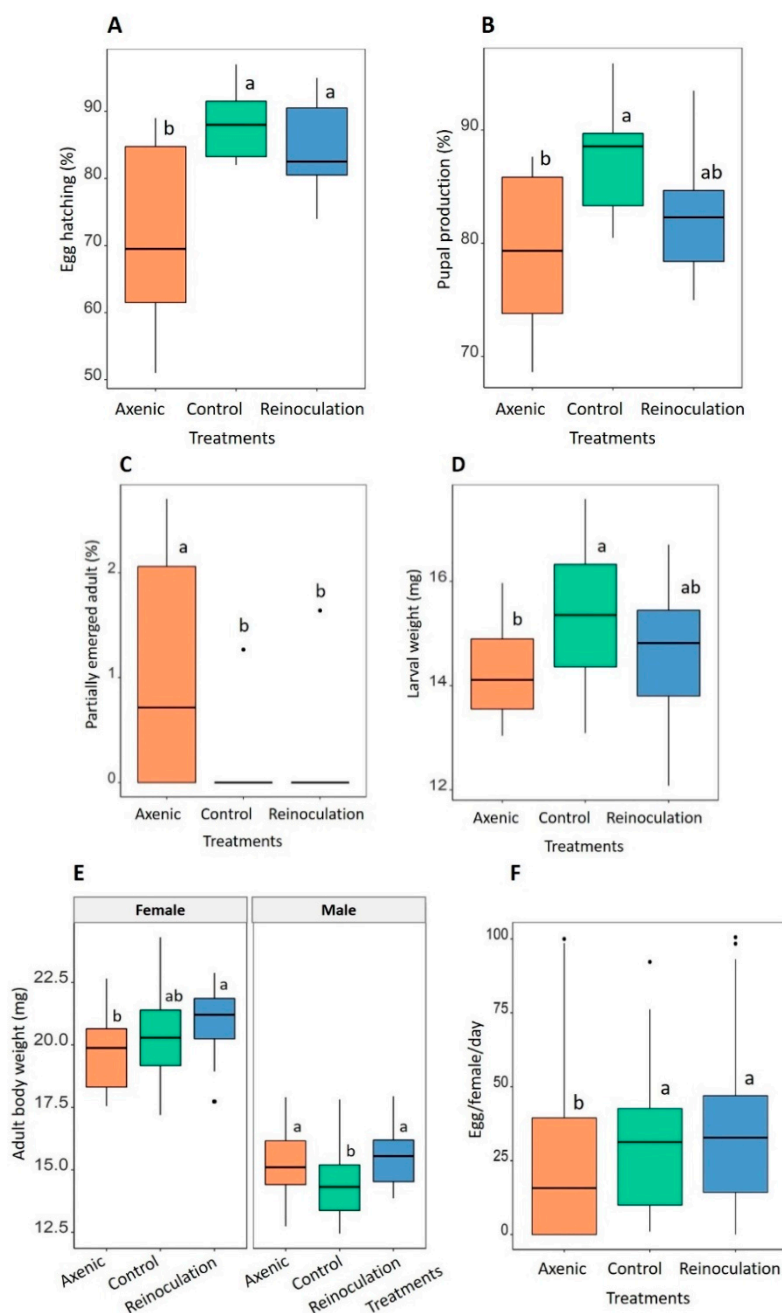 A
Egg hatching (%)
90
80
70
60
50
b
a
a
Axenic Control Reinoculation
Treatments
B
Pupal production (%)
90
80
70
b
a
ab
Axenic Control Reinoculation
Treatments
C
Partially emerged adult (%)
2
1
0
a
b
b
Axenic Control Reinoculation
Treatments
D
Larval weight (mg)
16
14
12
b
a
ab
Axenic Control Reinoculation
Treatments
E
Female Male
Adult body weight (mg)
22.5
20.0
17.5
15.0
12.5
b
ab
a
a
b
a
Axenic Control Reinoculation Axenic Control Reinoculation Treatments
F
Egg/female/day
100
75
50
25
0
b
a
a
Axenic Control Reinoculation
Treatments